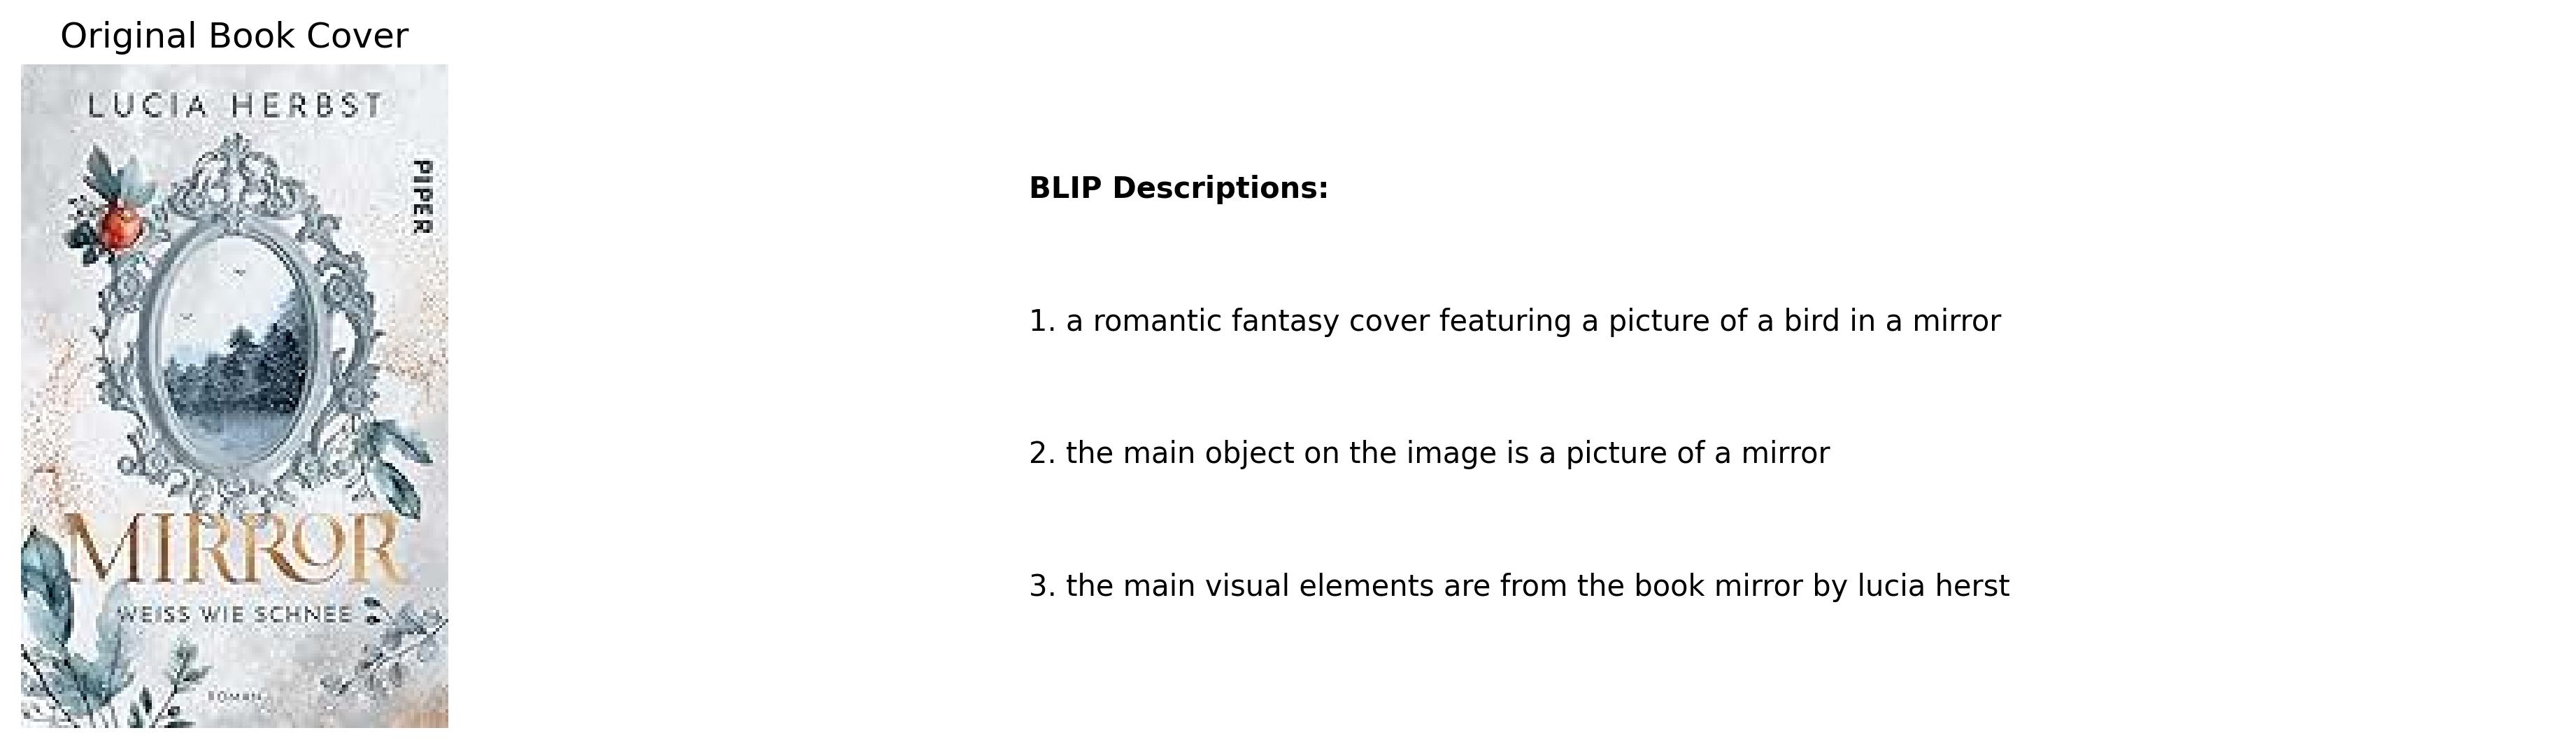 Original Book Cover
LUCIA HERBST
PIPER
MIRROR
WEISS WIE SCHNEE
ROMAN
BLIP Descriptions:
1. a romantic fantasy cover featuring a picture of a bird in a mirror
2. the main object on the image is a picture of a mirror
3. the main visual elements are from the book mirror by lucia herst